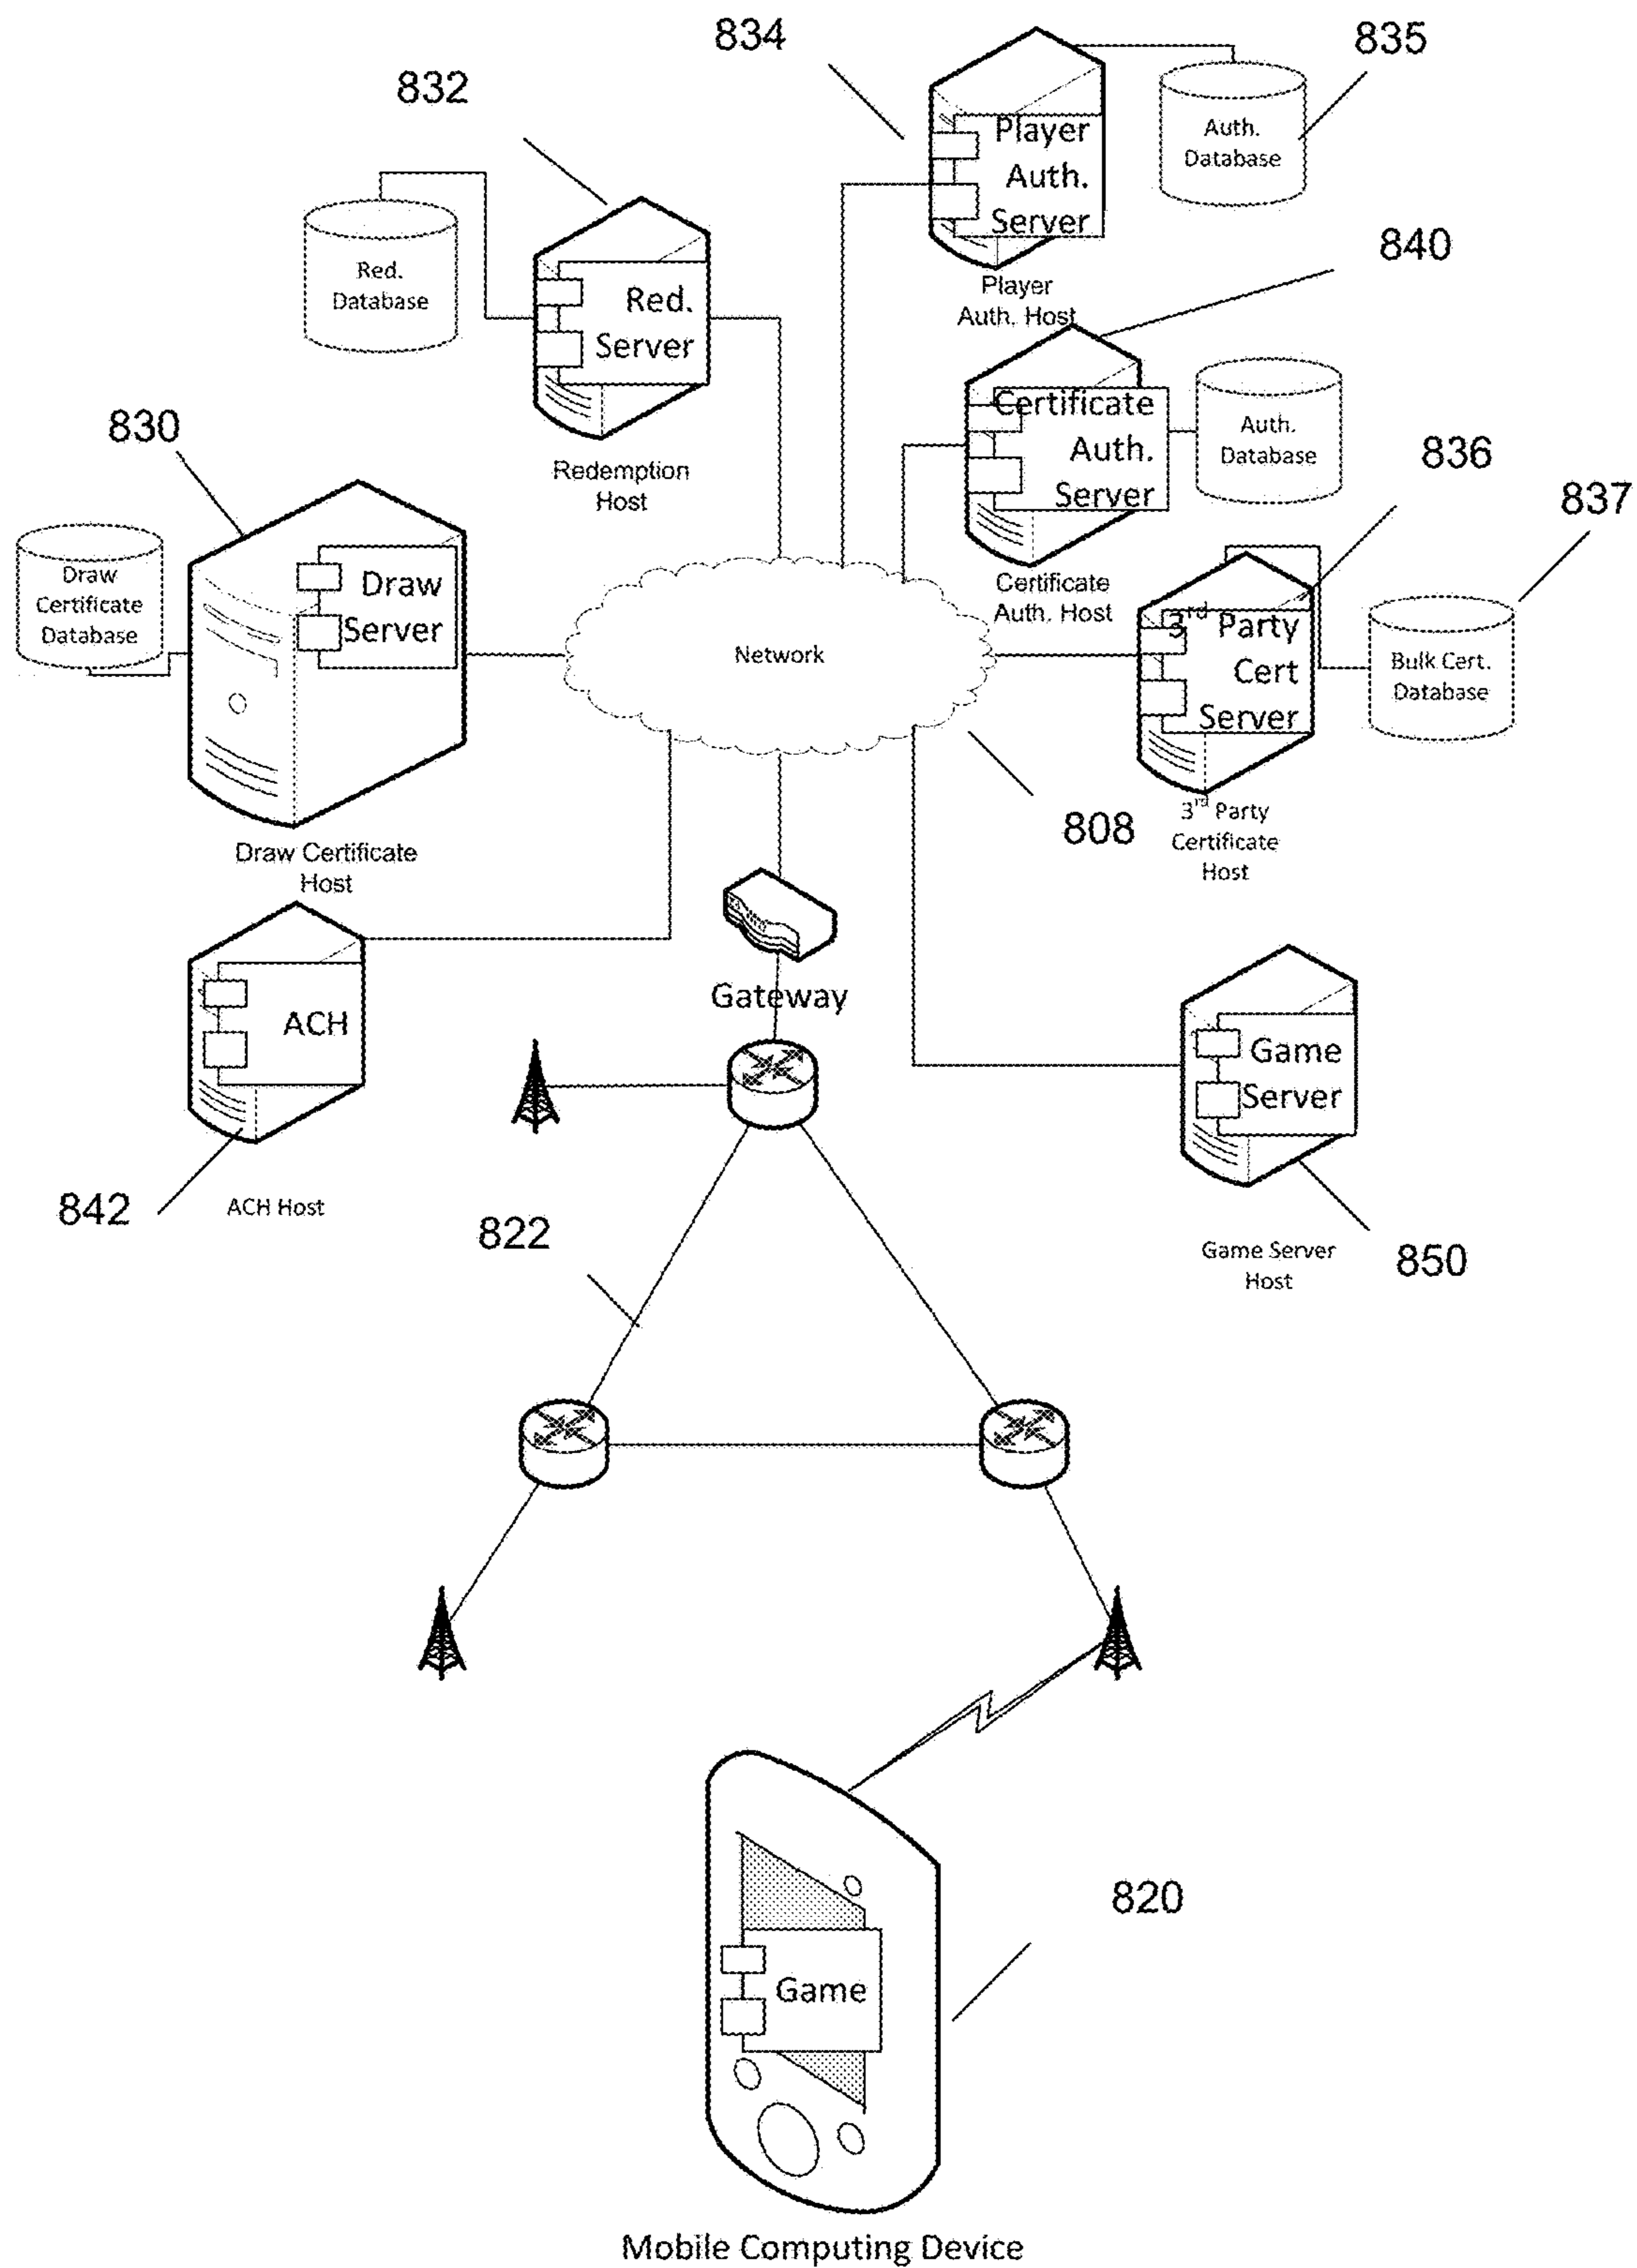 834
835
832
Player
Auth.
Server
Auth.
Database
Player
Auth. Host
840
Red.
Database
Red.
Server
Redemption
Host
Certificate
Auth.
Server
Auth.
Database
Certificate
Auth. Host
830
836
837
Draw
Certificate
Database
Draw
Server
Draw Certificate
Host
Network
808
3rd Party
Cert
Server
Bulk Cert.
Database
3rd Party
Certificate
Host
ACH
842
ACH Host
Gateway
Game
Server
Game Server
Host
850
822
Game
820
Mobile Computing Device